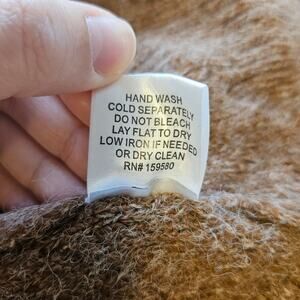 HAND WASH
COLD SEPARATELY
DO NOT BLEACH
LAY FLAT TO DRY
LOW IRON IF NEEDED
OR DRY CLEAN
RN# 159580